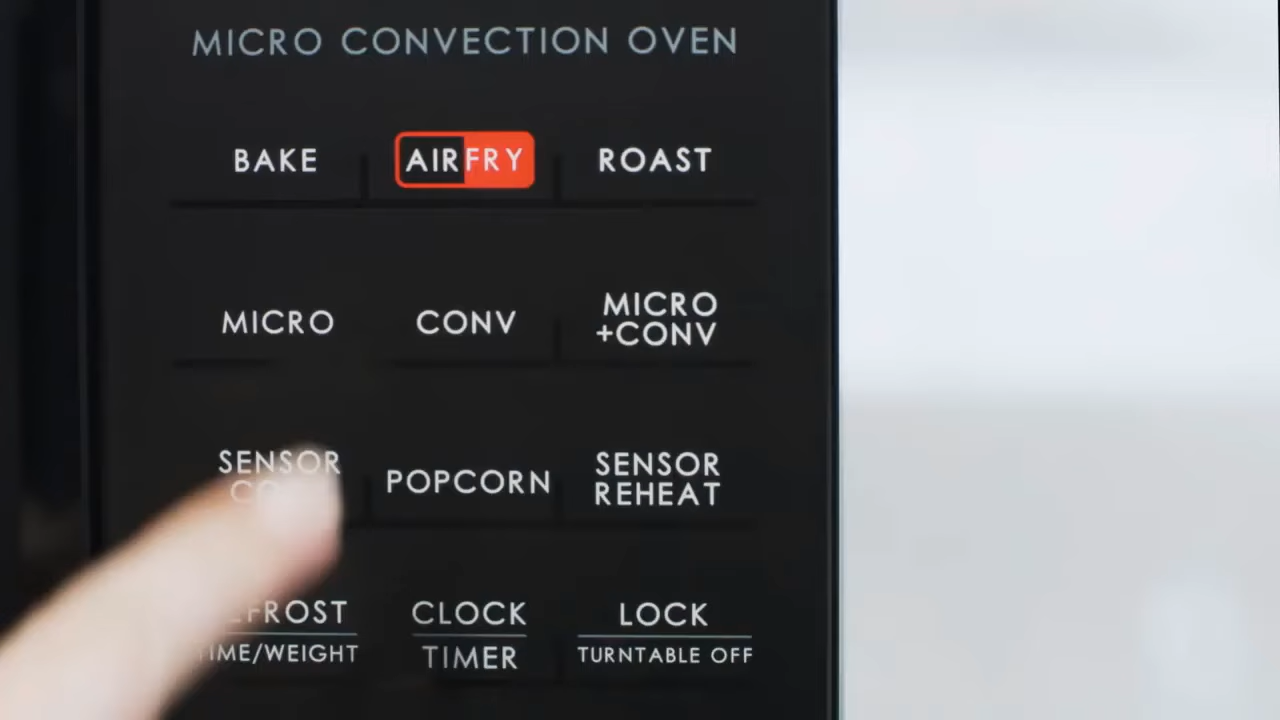 MICRO CONVECTION OVEN
BAKE AIRFRY ROAST
MICRO CONV MICRO
+CONV
SENSOR POPCORN SENSOR
REHEAT
CLOCK LOCK
TIMER TURNTABLE OFF